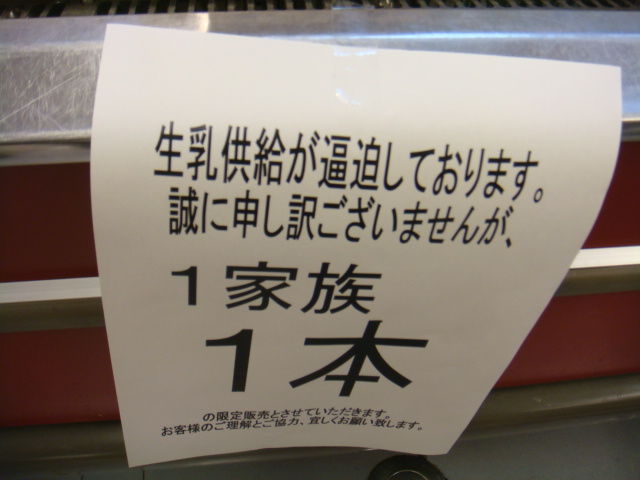 生乳供給が逼迫しております。
誠に申し訳ございませんが、
1家族
1本
の限定販売とさせていただきます。
お客様のご理解とご協力、宜しくお願い致します。